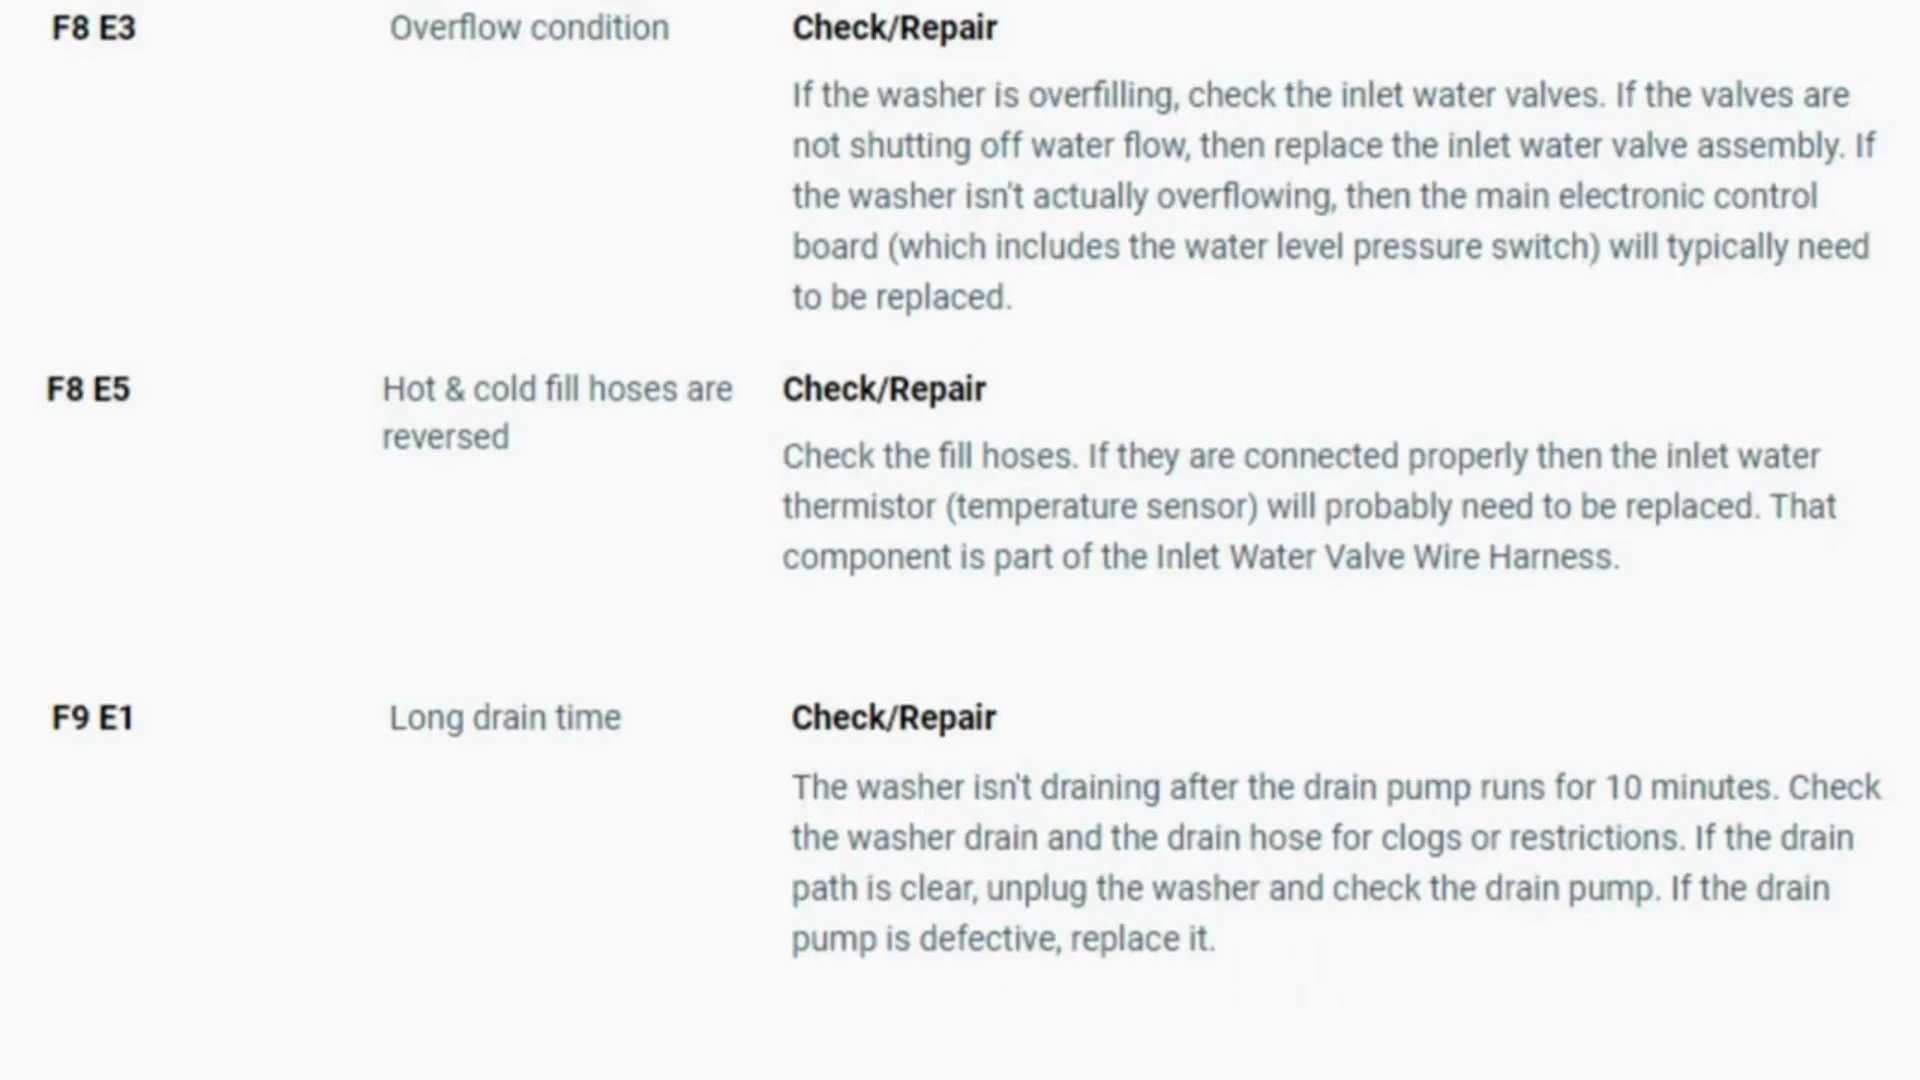 F8 E3 Overflow condition Check/Repair
If the washer is overfilling, check the inlet water valves. If the valves are
not shutting off water flow, then replace the inlet water valve assembly. If
the washer isn't actually overflowing, then the main electronic control
board (which includes the water level pressure switch) will typically need
to be replaced.
F8 E5 Hot & cold fill hoses are Check/Repair
reversed
Check the fill hoses. If they are connected properly then the inlet water
thermistor (temperature sensor) will probably need to be replaced. That
component is part of the Inlet Water Valve Wire Harness.
F9 E1 Long drain time Check/Repair
The washer isn't draining after the drain pump runs for 10 minutes. Check
the washer drain and the drain hose for clogs or restrictions. If the drain
path is clear, unplug the washer and check the drain pump. If the drain
pump is defective, replace it.